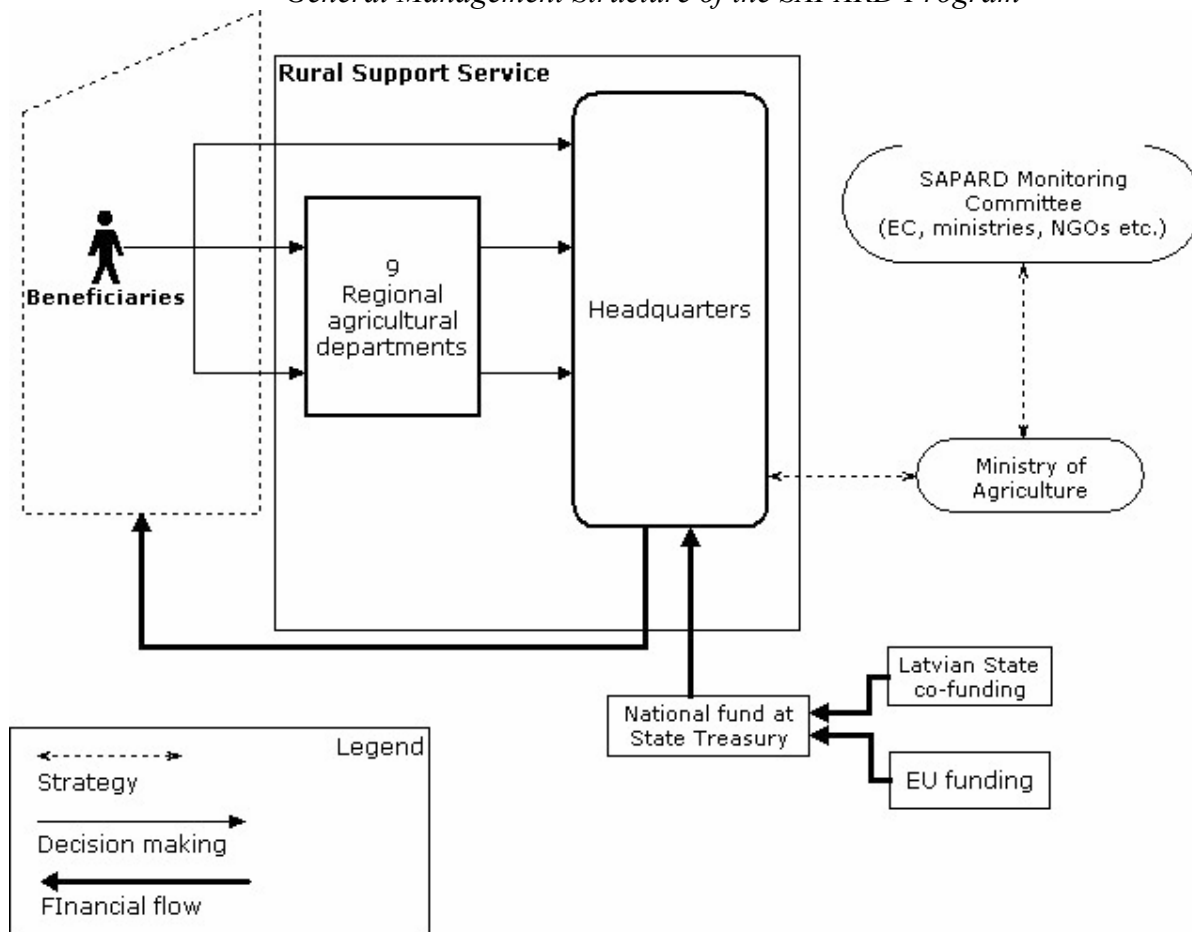 General Management Structure of the SAPARD Program
Rural Support Service
Beneficiaries
9
Regional
agricultural
departments
Headquarters
SAPARD Monitoring
Committee
(EC, ministries, NGOs etc.)
Ministry of
Agriculture
Latvian State
co-funding
National fund at
State Treasury
EU funding
Legend
Strategy
Decision making
FInancial flow